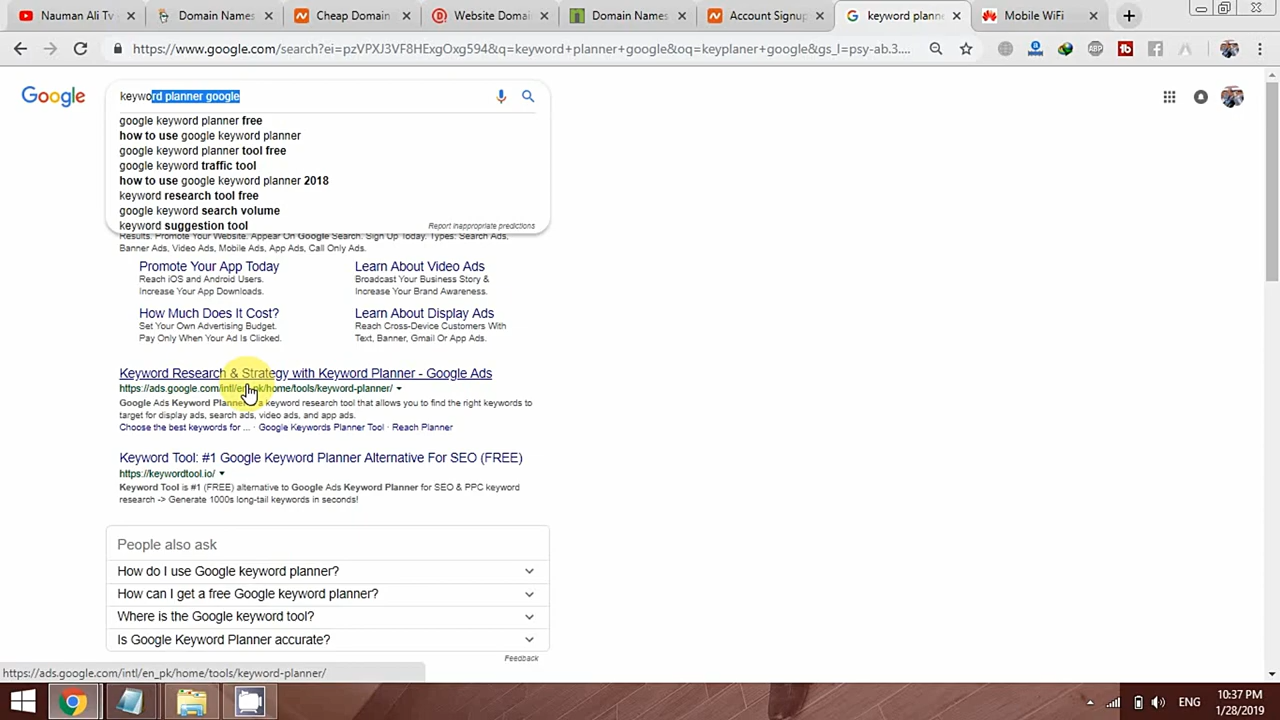 Nauman Ali Tv
Domain Names
Cheap Domain
Website Domai
Domain Names
Account Signup
keyword plann
Mobile WiFi
https://www.google.com/search?ei=pzVPXJ3VF8HExgOxg594&q=keyword+planner+google&oq=keyplaner+google&gs_l=psy-ab.3....
Google
keyword planner google
google keyword planner free
how to use google keyword planner
google keyword planner tool free
google keyword traffic tool
how to use google keyword planner 2018
keyword research tool free
google keyword search volume
keyword suggestion tool
Report inappropriate predictions
Results. Promote Your Website. Appear On Google Search. Sign Up Today. Types: Search Ads,
Banner Ads, Video Ads, Mobile Ads, App Ads, Call Only Ads.
Promote Your App Today
Reach iOS and Android Users.
Increase Your App Downloads.
Learn About Video Ads
Broadcast Your Business Story &
Increase Your Brand Awareness.
How Much Does It Cost?
Set Your Own Advertising Budget.
Pay Only When Your Ad Is Clicked.
Learn About Display Ads
Reach Cross-Device Customers With
Text, Banner, Gmail Or App Ads.
Keyword Research & Strategy with Keyword Planner - Google Ads
https://ads.google.com/intl/en_pk/home/tools/keyword-planner/
Google Ads Keyword Planner a keyword research tool that allows you to find the right keywords to
target for display ads, search ads, video ads, and app ads.
Choose the best keywords for ... · Google Keywords Planner Tool · Reach Planner
Keyword Tool: #1 Google Keyword Planner Alternative For SEO (FREE)
https://keywordtool.io/
Keyword Tool is #1 (FREE) alternative to Google Ads Keyword Planner for SEO & PPC keyword
research -> Generate 1000s long-tail keywords in seconds!
People also ask
How do I use Google keyword planner?
How can I get a free Google keyword planner?
Where is the Google keyword tool?
Is Google Keyword Planner accurate?
Feedback
https://ads.google.com/intl/en_pk/home/tools/keyword-planner/
ENG
10:37 PM
1/28/2019